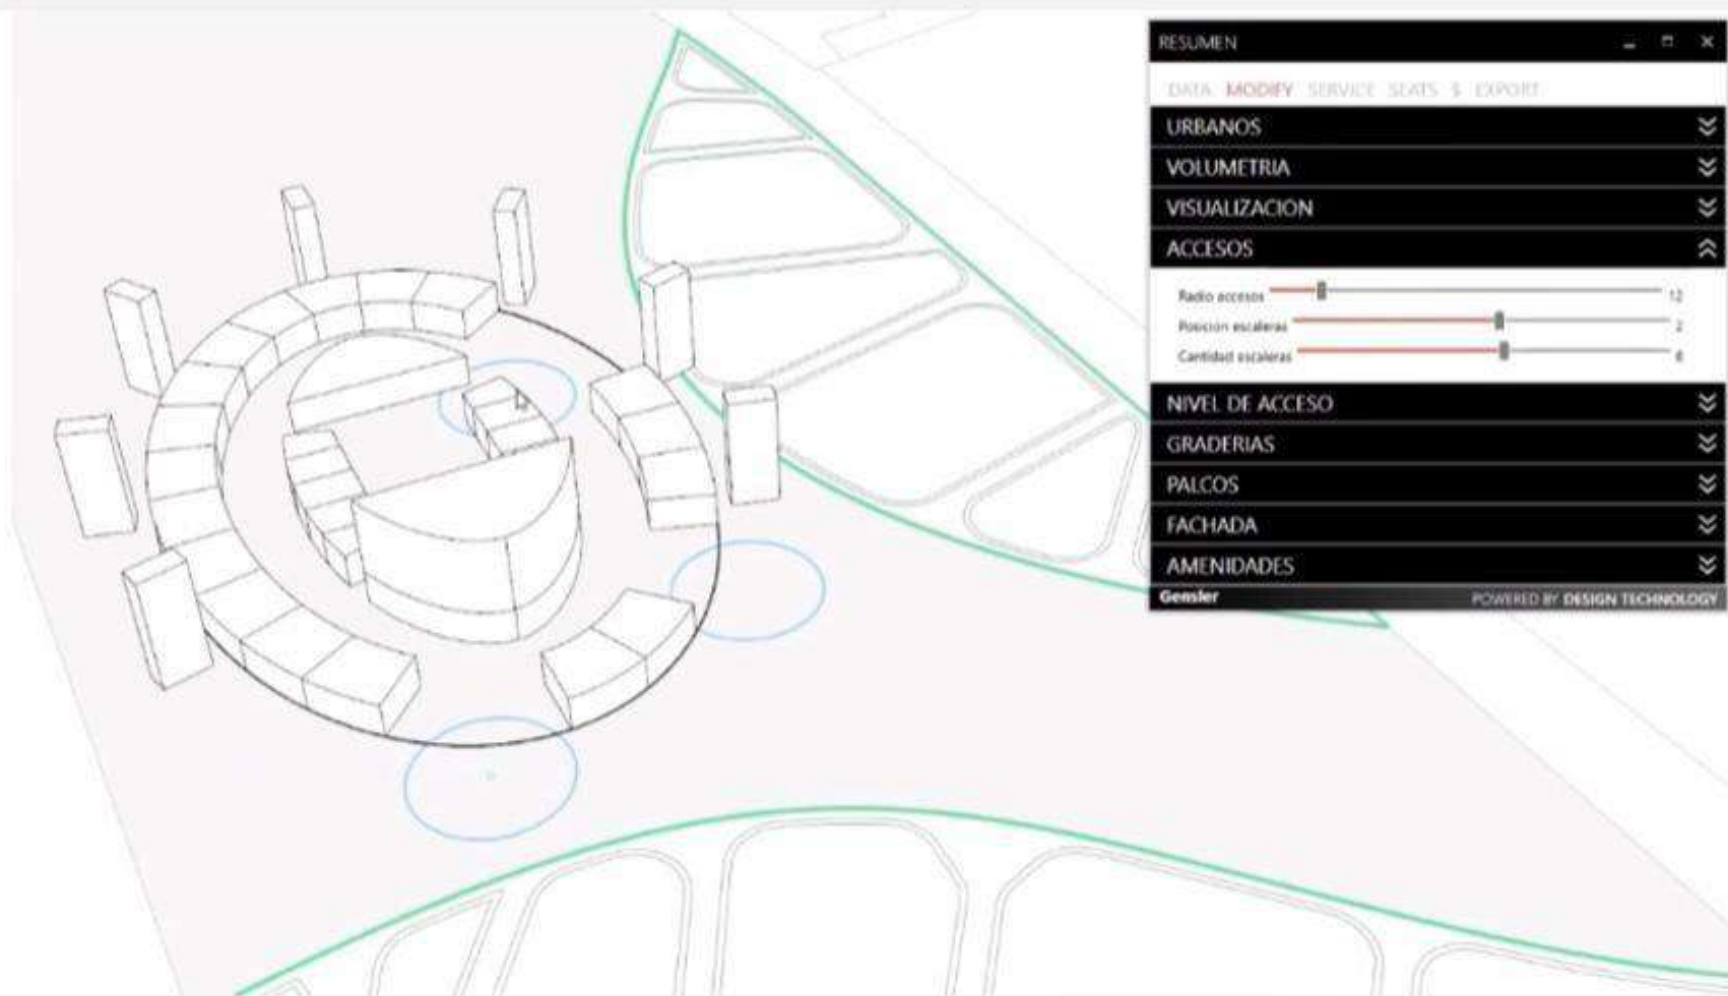 RESUMEN
DATA MODIFY SERVICE SEATS $ EXPORT
URBANOS
VOLUMETRIA
VISUALIZACION
ACCESOS
Radio accesos 12
Posicion escaleras 2
Cantidad escaleras
NIVEL DE ACCESO
GRADERIAS
PALCOS
FACHADA
AMENIDADES
Gensler POWERED BY DESIGN TECHNOLOGY